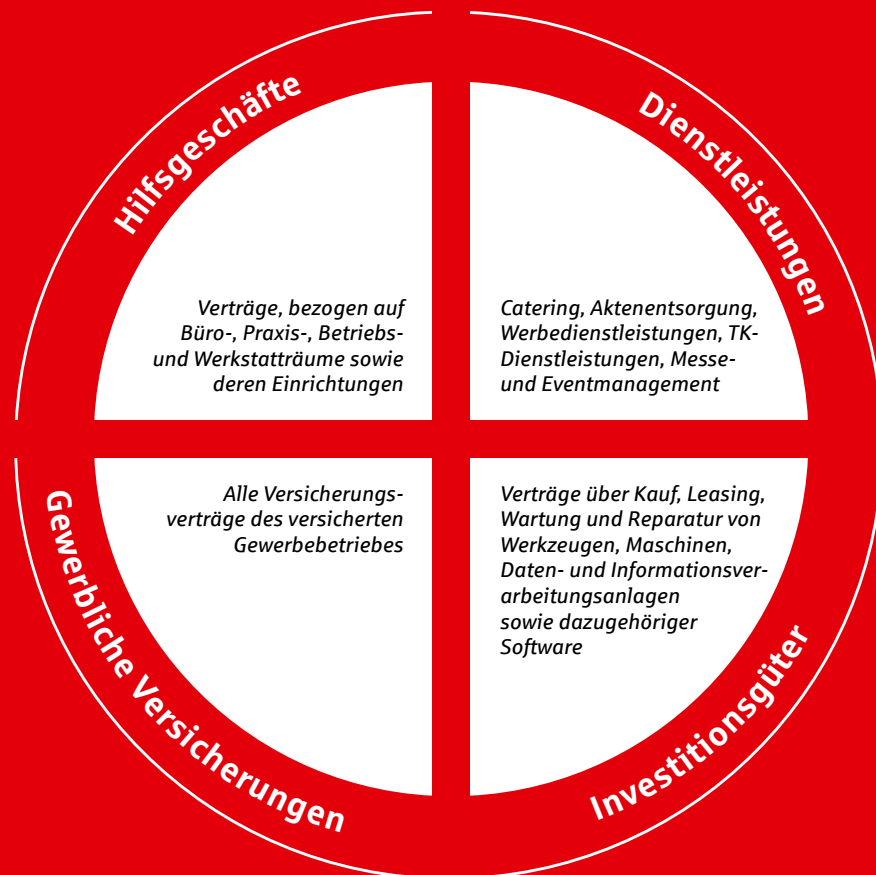 Hilfsgeschäfte
Verträge, bezogen auf
Büro-, Praxis-, Betriebs-
und Werkstatträume sowie
deren Einrichtungen
Dienstleistungen
Catering, Aktenentsorgung,
Werbedienstleistungen, TK-
Dienstleistungen, Messe-
und Eventmanagement
Gewerbliche Versicherungen
Alle Versicherungs-
verträge des versicherten
Gewerbebetriebes
Investitionsgüter
Verträge über Kauf, Leasing,
Wartung und Reparatur von
Werkzeugen, Maschinen,
Daten- und Informationsver-
arbeitungsanlagen
sowie dazugehöriger
Software